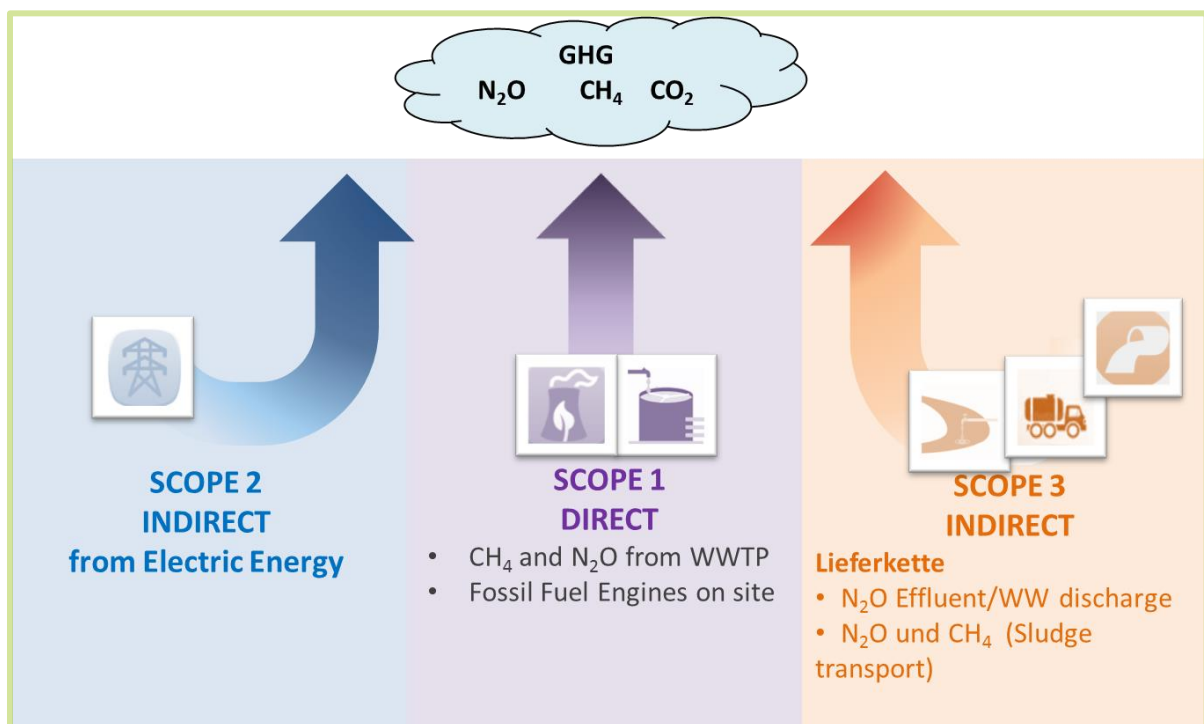 GHG
N₂O CH₄ CO₂
SCOPE 2
INDIRECT
from Electric Energy
SCOPE 1
DIRECT
• CH₄ and N₂O from WWTP
• Fossil Fuel Engines on site
SCOPE 3
INDIRECT
Lieferkette
• N₂O Effluent/WW discharge
• N₂O und CH₄ (Sludge
transport)